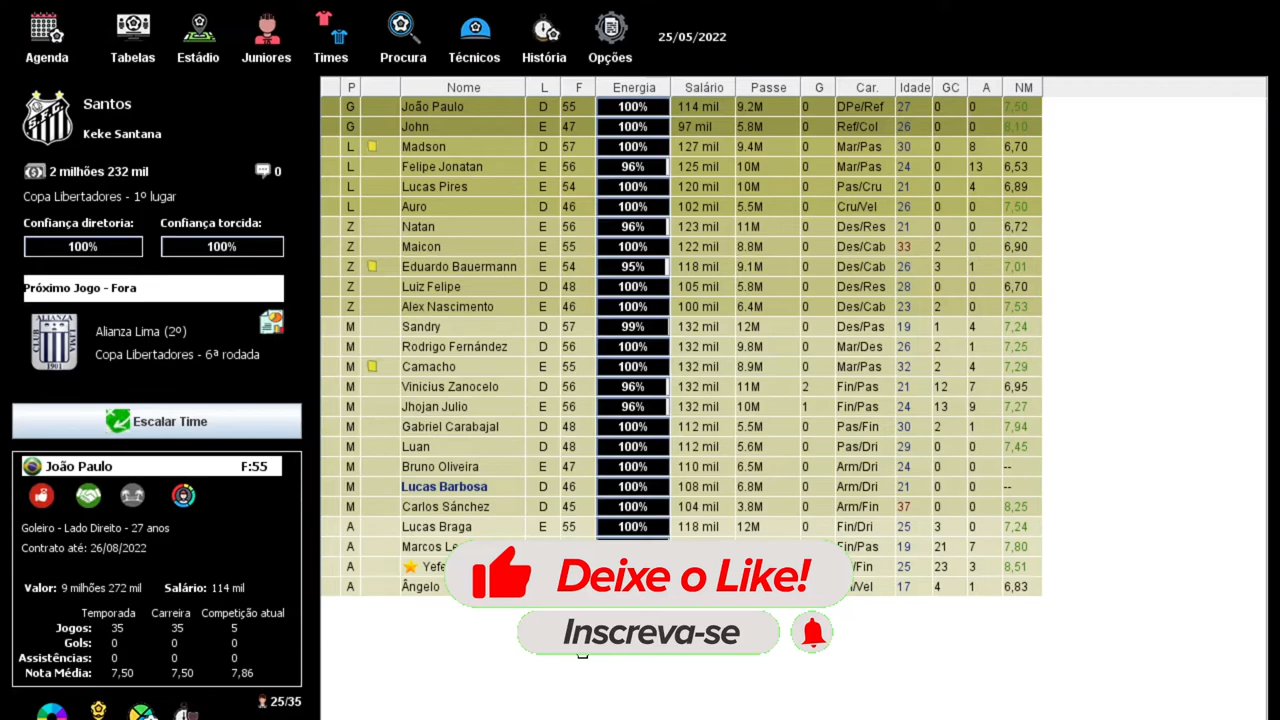 Agenda Tabelas Estádio Juniores Times Procura Técnicos História Opções 25/05/2022
Santos
Keke Santana
2 milhões 232 mil 0
Copa Libertadores - 1º lugar
Confiança diretoria: Confiança torcida:
100% 100%
Próximo Jogo - Fora
Alianza Lima (2º)
Copa Libertadores - 6ª rodada
CLUB ALIANZA LIMA
1901
Escalar Time
João Paulo F:55
Goleiro - Lado Direito - 27 anos
Contrato até: 26/08/2022
Valor: 9 milhões 272 mil Salário: 114 mil
Temporada Carreira Competição atual
Jogos: 35 35 5
Gols: 0 0 0
Assistências: 0 0 0
Nota Média: 7,50 7,50 7,86
25/35
P Nome L F Energia Salário Passe G Car. Idade GC A NM
G João Paulo D 55 100% 114 mil 9.2M 0 DPe/Ref 27 0 0 7,50
G John E 47 100% 97 mil 5.8M 0 Ref/Col 26 0 0 8,10
L Madson D 57 100% 127 mil 9.4M 0 Mar/Pas 30 0 8 6,70
L Felipe Jonatan E 56 96% 125 mil 10M 0 Mar/Pas 24 0 13 6,53
L Lucas Pires E 54 100% 120 mil 10M 0 Pas/Cru 21 0 4 6,89
L Auro D 46 100% 102 mil 5.5M 0 Cru/Vel 26 0 0 7,50
Z Natan E 56 96% 123 mil 11M 0 Des/Res 21 0 0 6,72
Z Maicon E 55 100% 122 mil 8.8M 0 Des/Cab 33 2 0 6,90
Z Eduardo Bauermann E 54 95% 118 mil 9.1M 0 Des/Cab 26 3 1 7,01
Z Luiz Felipe D 48 100% 105 mil 5.8M 0 Des/Res 28 0 0 6,70
Z Alex Nascimento E 46 100% 100 mil 6.4M 0 Des/Cab 23 2 0 7,53
M Sandry D 57 99% 132 mil 12M 0 Des/Pas 19 1 4 7,24
M Rodrigo Fernández D 56 100% 132 mil 9.8M 0 Mar/Des 26 2 1 7,25
M Camacho E 55 100% 132 mil 8.9M 0 Mar/Pas 32 2 4 7,29
M Vinicius Zanocelo D 56 96% 132 mil 11M 2 Fin/Pas 21 12 7 6,95
M Jhojan Julio E 56 96% 132 mil 10M 1 Fin/Pas 24 13 9 7,27
M Gabriel Carabajal D 48 100% 112 mil 5.5M 0 Pas/Fin 30 2 1 7,94
M Luan D 48 100% 112 mil 5.6M 0 Pas/Dri 29 0 0 7,45
M Bruno Oliveira E 47 100% 110 mil 6.5M 0 Arm/Dri 24 0 0 --
M Lucas Barbosa D 46 100% 108 mil 6.8M 0 Arm/Dri 21 0 0 --
M Carlos Sánchez D 45 100% 104 mil 3.8M 0 Arm/Fin 37 0 0 8,25
A Lucas Braga E 55 100% 118 mil 12M 0 Fin/Dri 25 3 0 7,24
A Marcos Le Fin/Pas 19 21 7 7,80
A Yefe /Fin 25 23 3 8,51
A Ângelo /Vel 17 4 1 6,83
Deixe o Like!
Inscreva-se